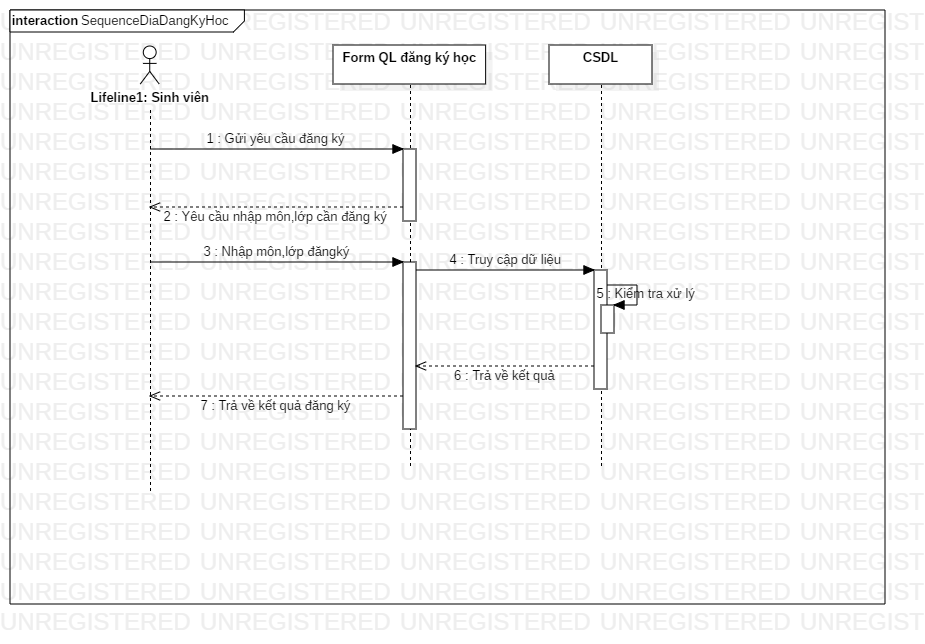 interaction SequenceDiaDangKyHoc
Lifeline1: Sinh viên
Form QL đăng ký học
CSDL
1 : Gửi yêu cầu đăng ký
2 : Yêu cầu nhập môn,lớp cần đăng ký
3 : Nhập môn,lớp đăngký
4 : Truy cập dữ liệu
5 : Kiểm tra xử lý
6 : Trả về kết quả
7 : Trả về kết quả đăng ký
UNREGISTERED